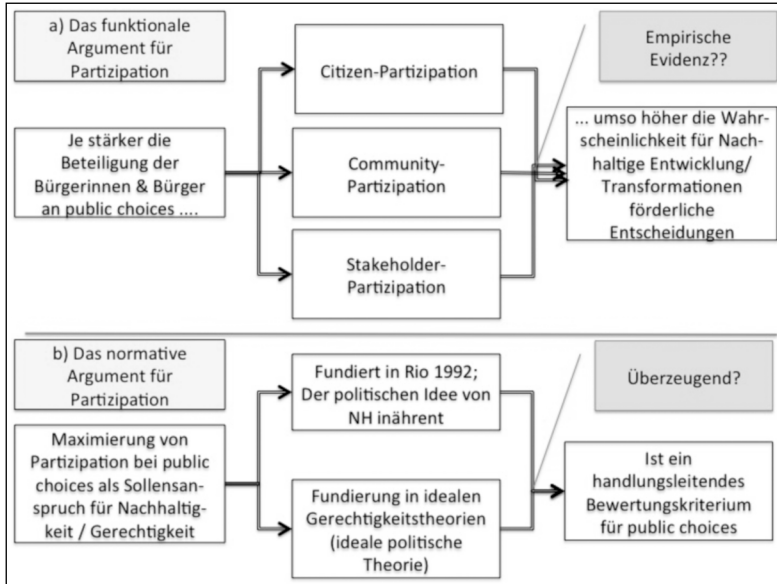 a) Das funktionale
Argument für
Partizipation
Je stärker die
Beteiligung der
Bürgerinnen & Bürger
an public choices ....
Citizen-Partizipation
Community-
Partizipation
Stakeholder-
Partizipation
Empirische
Evidenz??
... umso höher die Wahr-
scheinlichkeit für Nach-
haltige Entwicklung/
Transformationen
förderliche
Entscheidungen
b) Das normative
Argument für
Partizipation
Maximierung von
Partizipation bei public
choices als Sollensan-
spruch für Nachhaltig-
keit / Gerechtigkeit
Fundiert in Rio 1992;
Der politischen Idee von
NH inährent
Fundierung in idealen
Gerechtigkeitstheorien
(ideale politische
Theorie)
Überzeugend?
Ist ein
handlungsleitendes
Bewertungskriterium
für public choices